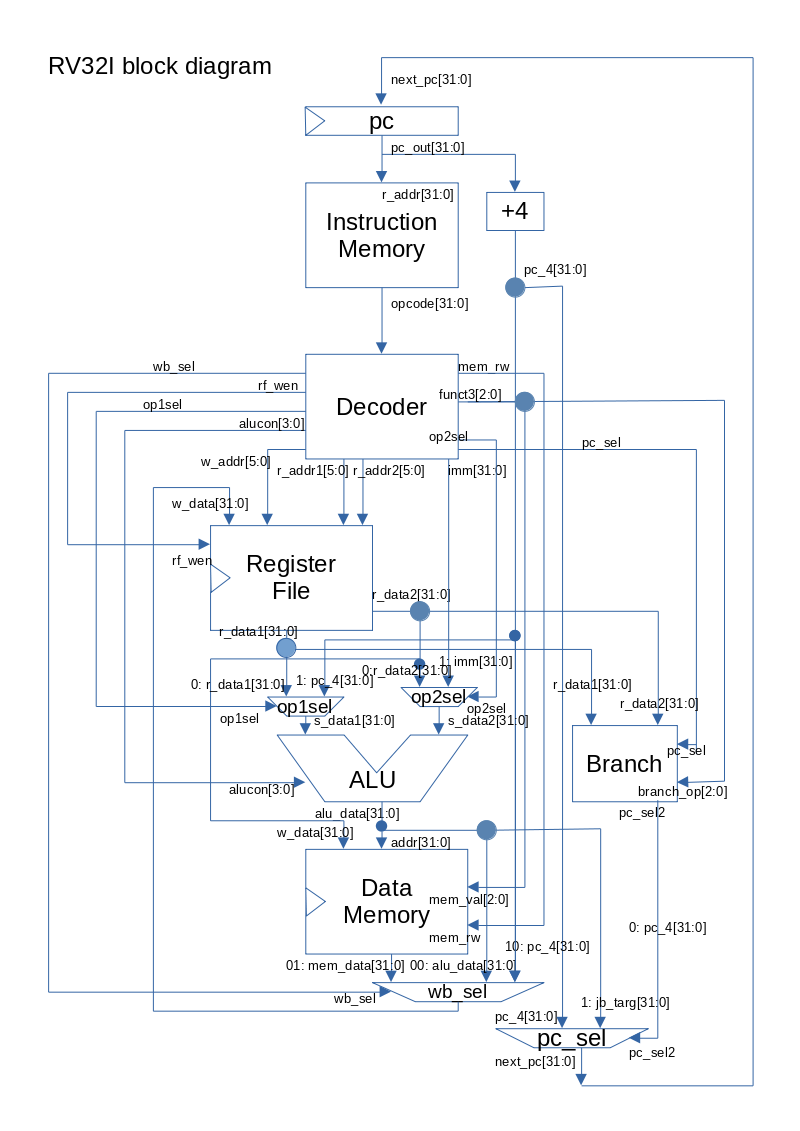 RV32I block diagram
next_pc[31:0]
pc
pc_out[31:0]
r_addr[31:0]
Instruction
Memory
+4
pc_4[31:0]
opcode[31:0]
wb_sel
mem_rw
rf_wen
Decoder
funct3[2:0]
op1sel
alucon[3:0]
op2sel
pc_sel
w_addr[5:0]
r_addr1[5:0]
r_addr2[5:0]
imm[31:0]
w_data[31:0]
rf_wen
Register
File
r_data2[31:0]
r_data1[31:0]
0: r_data1[31:0]
1: pc_4[31:0]
0:r_data2[31:0]
1: imm[31:0]
r_data1[31:0]
r_data2[31:0]
op1sel
op1sel
op2sel
op2sel
s_data1[31:0]
s_data2[31:0]
pc_sel
Branch
ALU
alucon[3:0]
branch_op[2:0]
pc_sel2
alu_data[31:0]
w_data[31:0]
addr[31:0]
Data
Memory
mem_val[2:0]
mem_rw
0: pc_4[31:0]
10: pc_4[31:0]
01: mem_data[31:0]
00: alu_data[31:0]
wb_sel
wb_sel
1: jb_targ[31:0]
pc_4[31:0]
pc_sel
pc_sel2
next_pc[31:0]